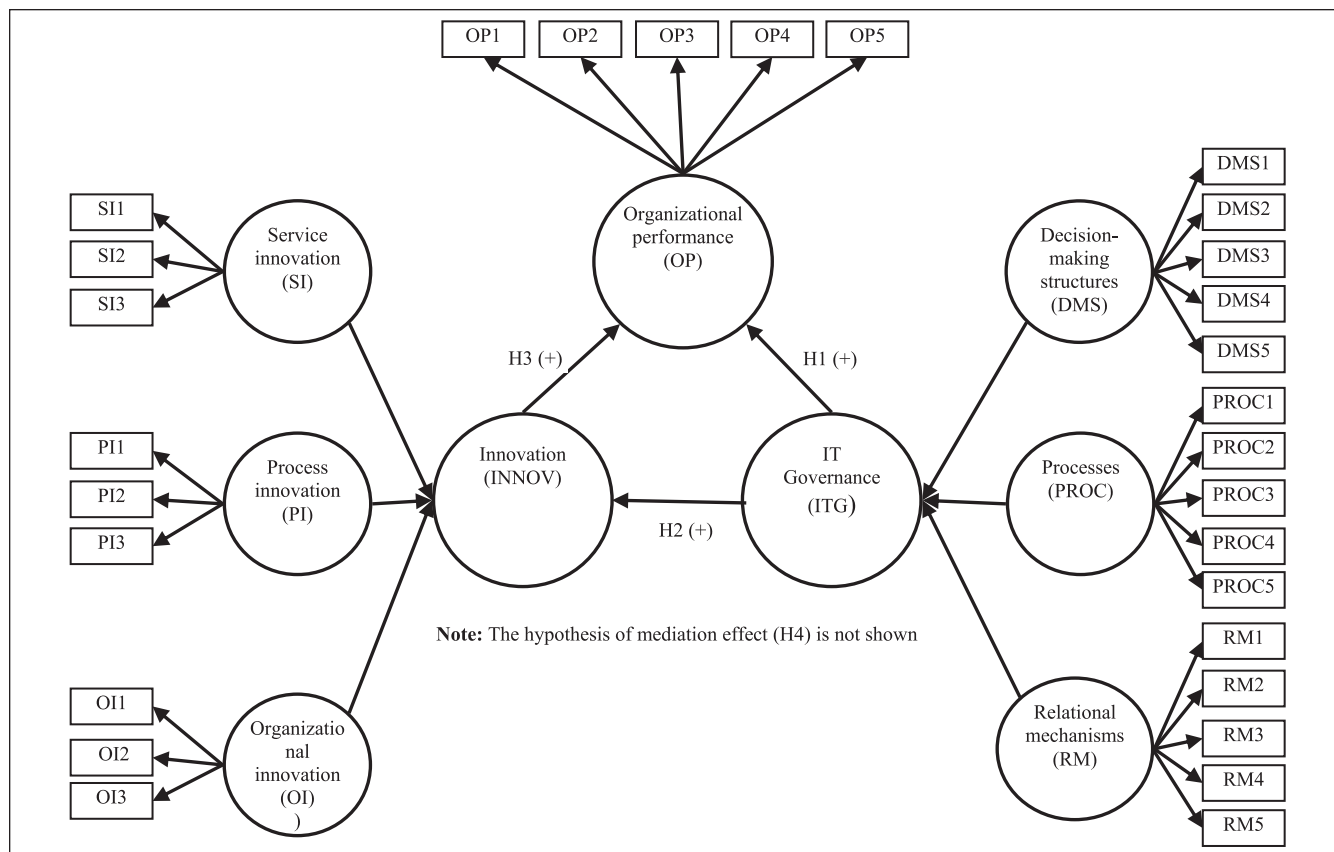 OP1
OP2
OP3
OP4
OP5
Organizational
performance
(OP)
SI1
SI2
SI3
Service
innovation
(SI)
Decision-
making
structures
(DMS)
DMS1
DMS2
DMS3
DMS4
DMS5
H3 (+)
H1 (+)
PI1
PI2
PI3
Process
innovation
(PI)
Innovation
(INNOV)
IT
Governance
(ITG)
H2 (+)
Processes
(PROC)
PROC1
PROC2
PROC3
PROC4
PROC5
Note: The hypothesis of mediation effect (H4) is not shown
OI1
OI2
OI3
Organizatio
nal
innovation
(OI
)
Relational
mechanisms
(RM)
RM1
RM2
RM3
RM4
RM5